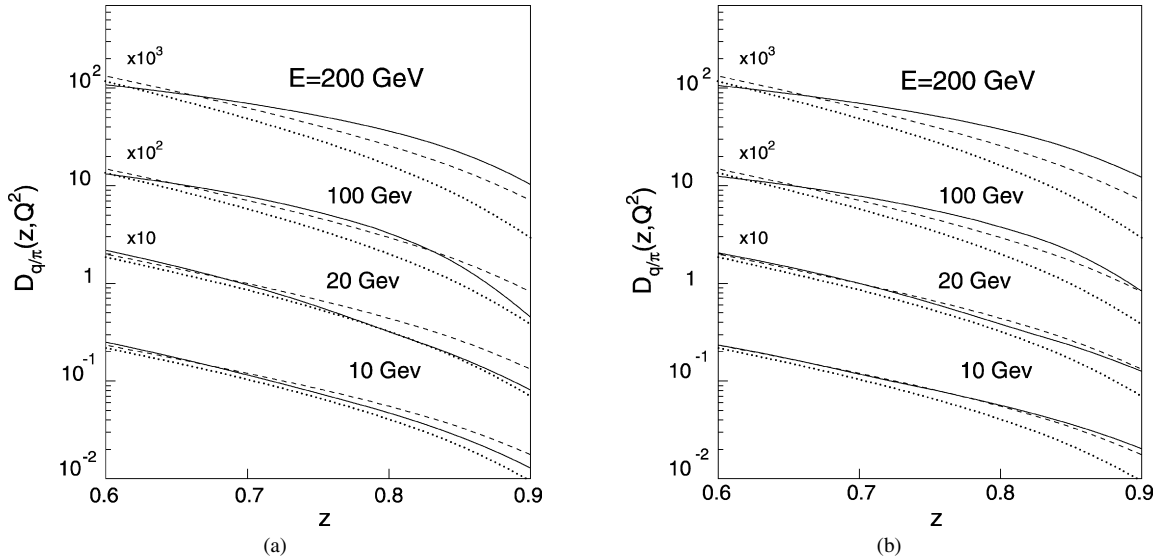 x10³
E=200 GeV
10²
x10²
10
100 Gev
x10
1
20 Gev
10⁻¹
10 Gev
10⁻²
D_{q/π}(z,Q²)
0.6 0.7 0.8 0.9
z
(a)
x10³
E=200 GeV
10²
x10²
10
100 Gev
x10
1
20 Gev
10⁻¹
10 Gev
10⁻²
D_{q/π}(z,Q²)
0.6 0.7 0.8 0.9
z
(b)